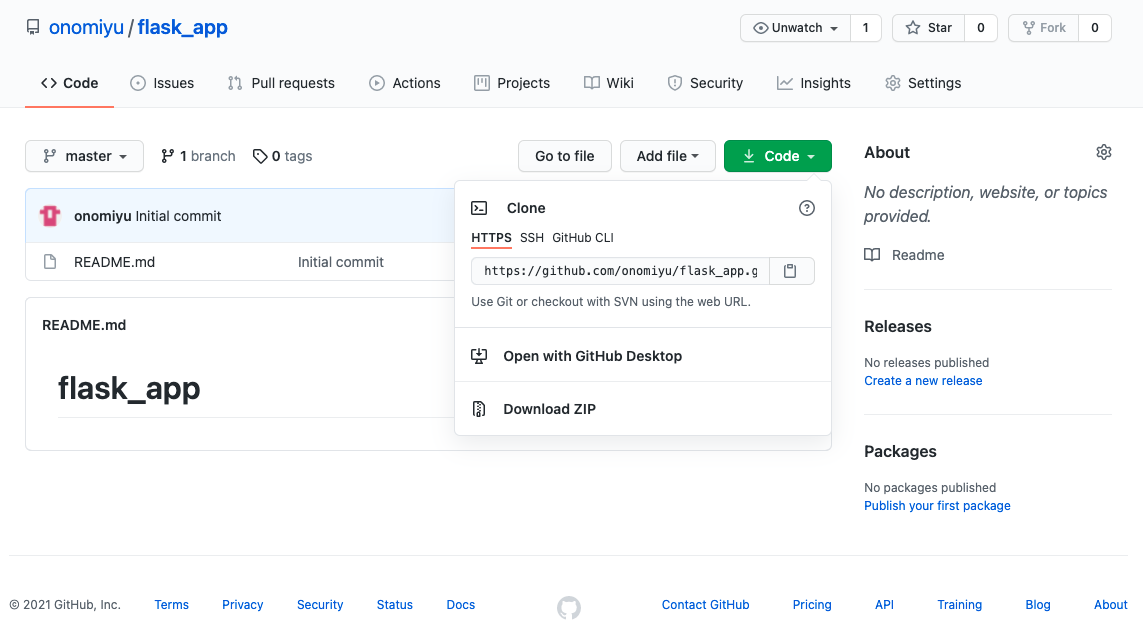 onomiyu / flask_app
Unwatch 1 Star 0 Fork 0
Code Issues Pull requests Actions Projects Wiki Security Insights Settings
master 1 branch 0 tags
Go to file Add file Code
onomiyu Initial commit
README.md Initial commit
README.md
flask_app
Clone
HTTPS SSH GitHub CLI
https://github.com/onomiyu/flask_app.g
Use Git or checkout with SVN using the web URL.
Open with GitHub Desktop
Download ZIP
About
No description, website, or topics
provided.
Readme
Releases
No releases published
Create a new release
Packages
No packages published
Publish your first package
© 2021 GitHub, Inc. Terms Privacy Security Status Docs Contact GitHub Pricing API Training Blog About